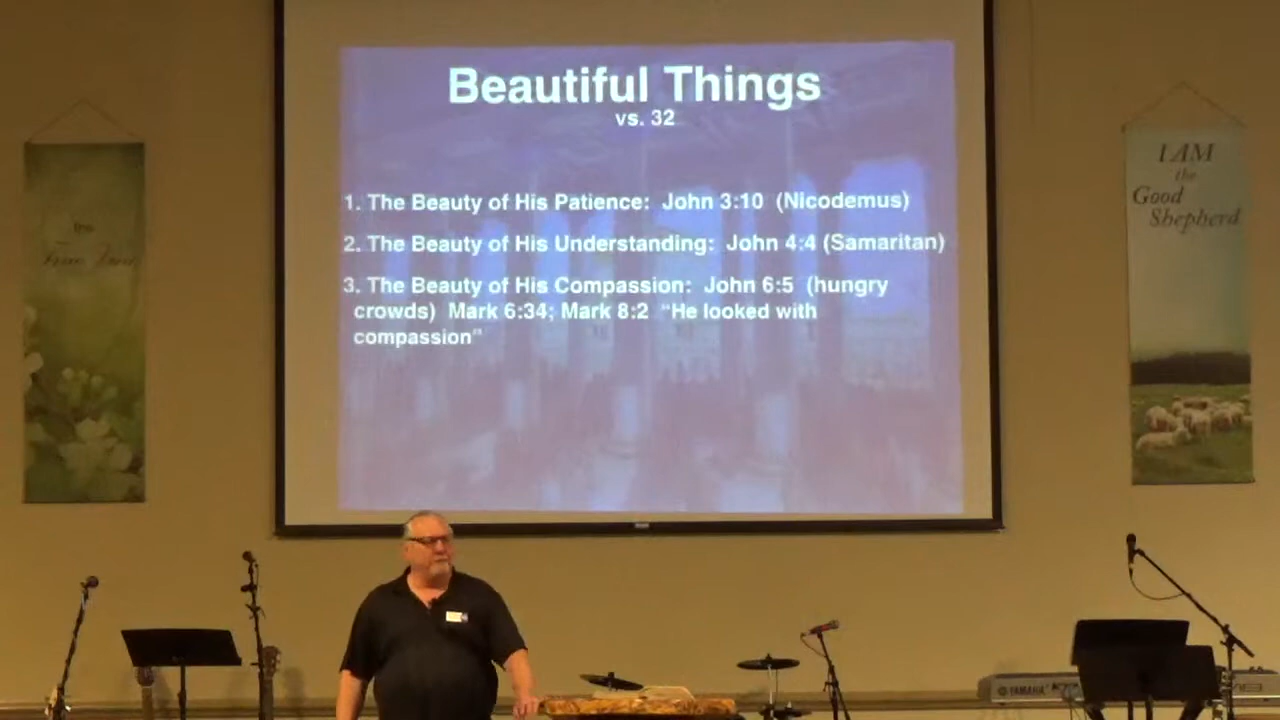 Beautiful Things
vs. 32
1. The Beauty of His Patience: John 3:10 (Nicodemus)
2. The Beauty of His Understanding: John 4:4 (Samaritan)
3. The Beauty of His Compassion: John 6:5 (hungry
crowds) Mark 6:34; Mark 8:2 “He looked with
compassion”
the
I AM
the
Good
Shepherd
YAMAHA